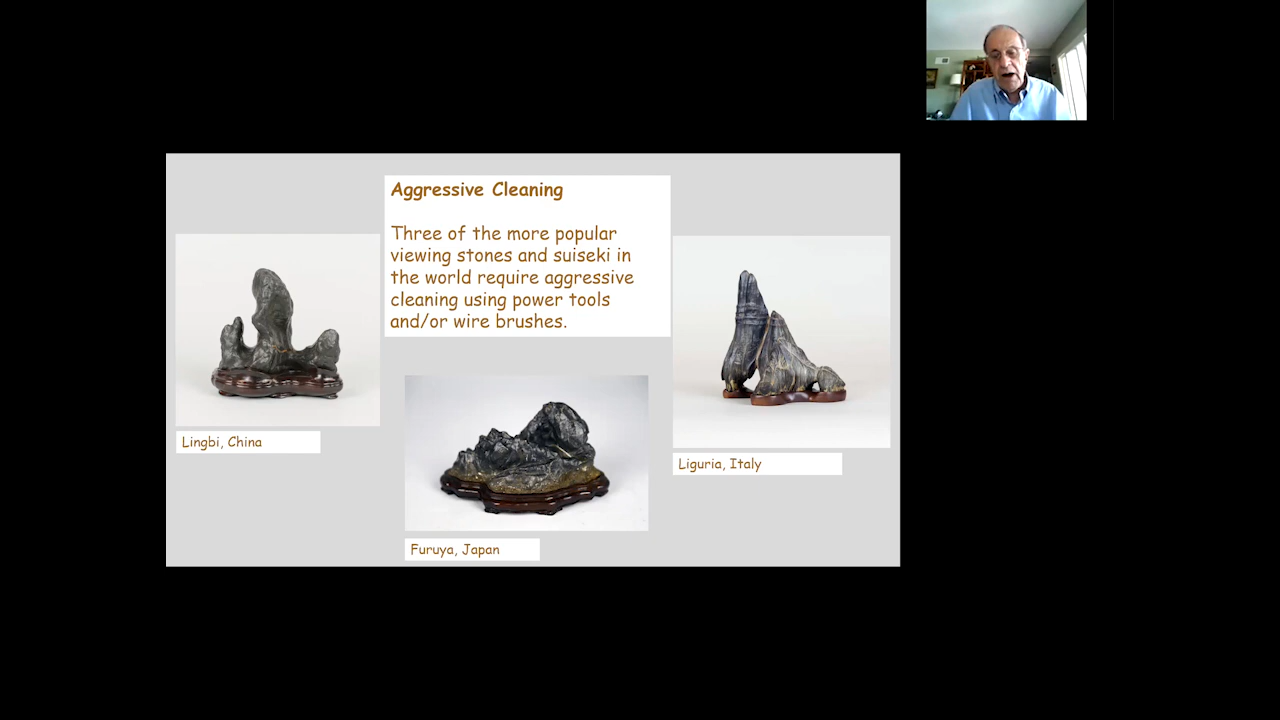 Aggressive Cleaning
Three of the more popular
viewing stones and suiseki in
the world require aggressive
cleaning using power tools
and/or wire brushes.
Lingbi, China
Liguria, Italy
Furuya, Japan